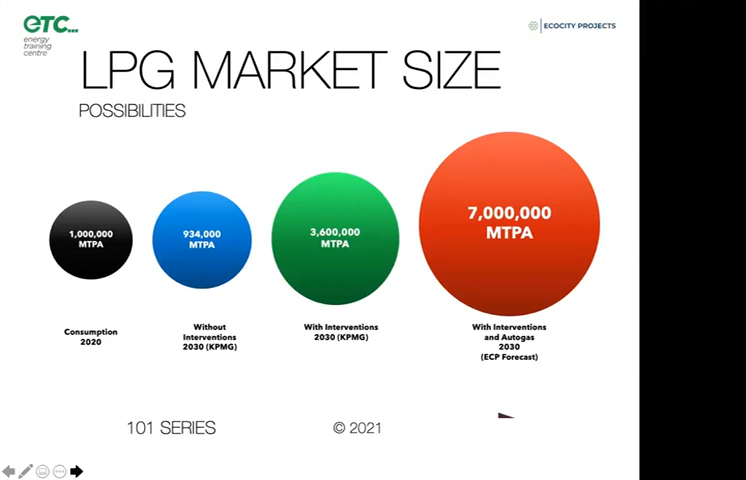 eTC...
energy
training
centre
ECOCITY PROJECTS
LPG MARKET SIZE
POSSIBILITIES
1,000,000
MTPA
934,000
MTPA
3,600,000
MTPA
7,000,000
MTPA
Consumption
2020
Without
Interventions
2030 (KPMG)
With Interventions
2030 (KPMG)
With Interventions
and Autogas
2030
(ECP Forecast)
101 SERIES
© 2021